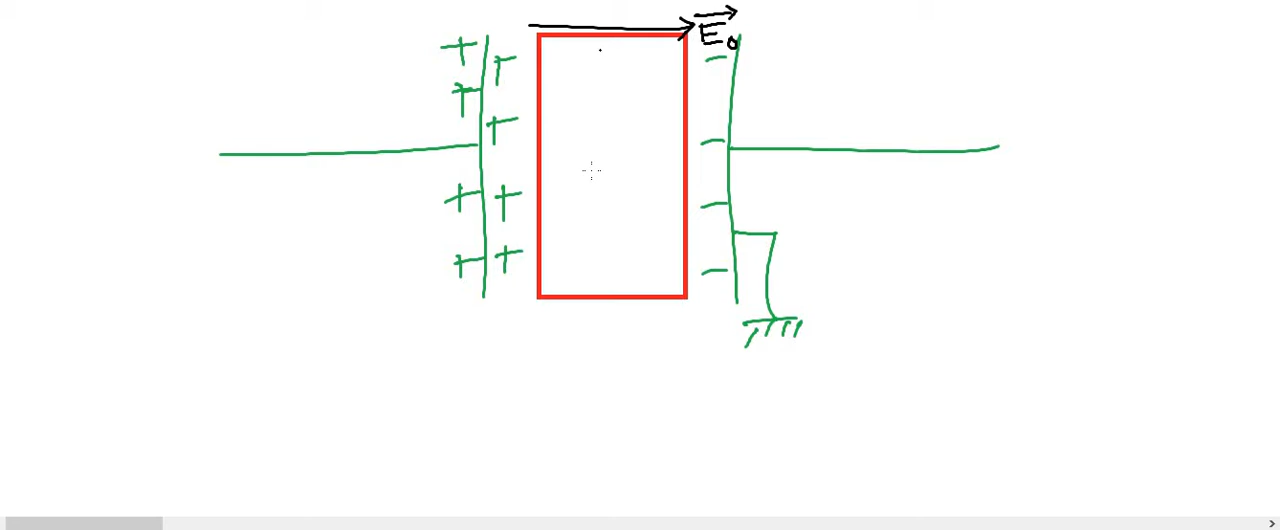 E₀
+ + -
+
+ -
+ + -
+ + -